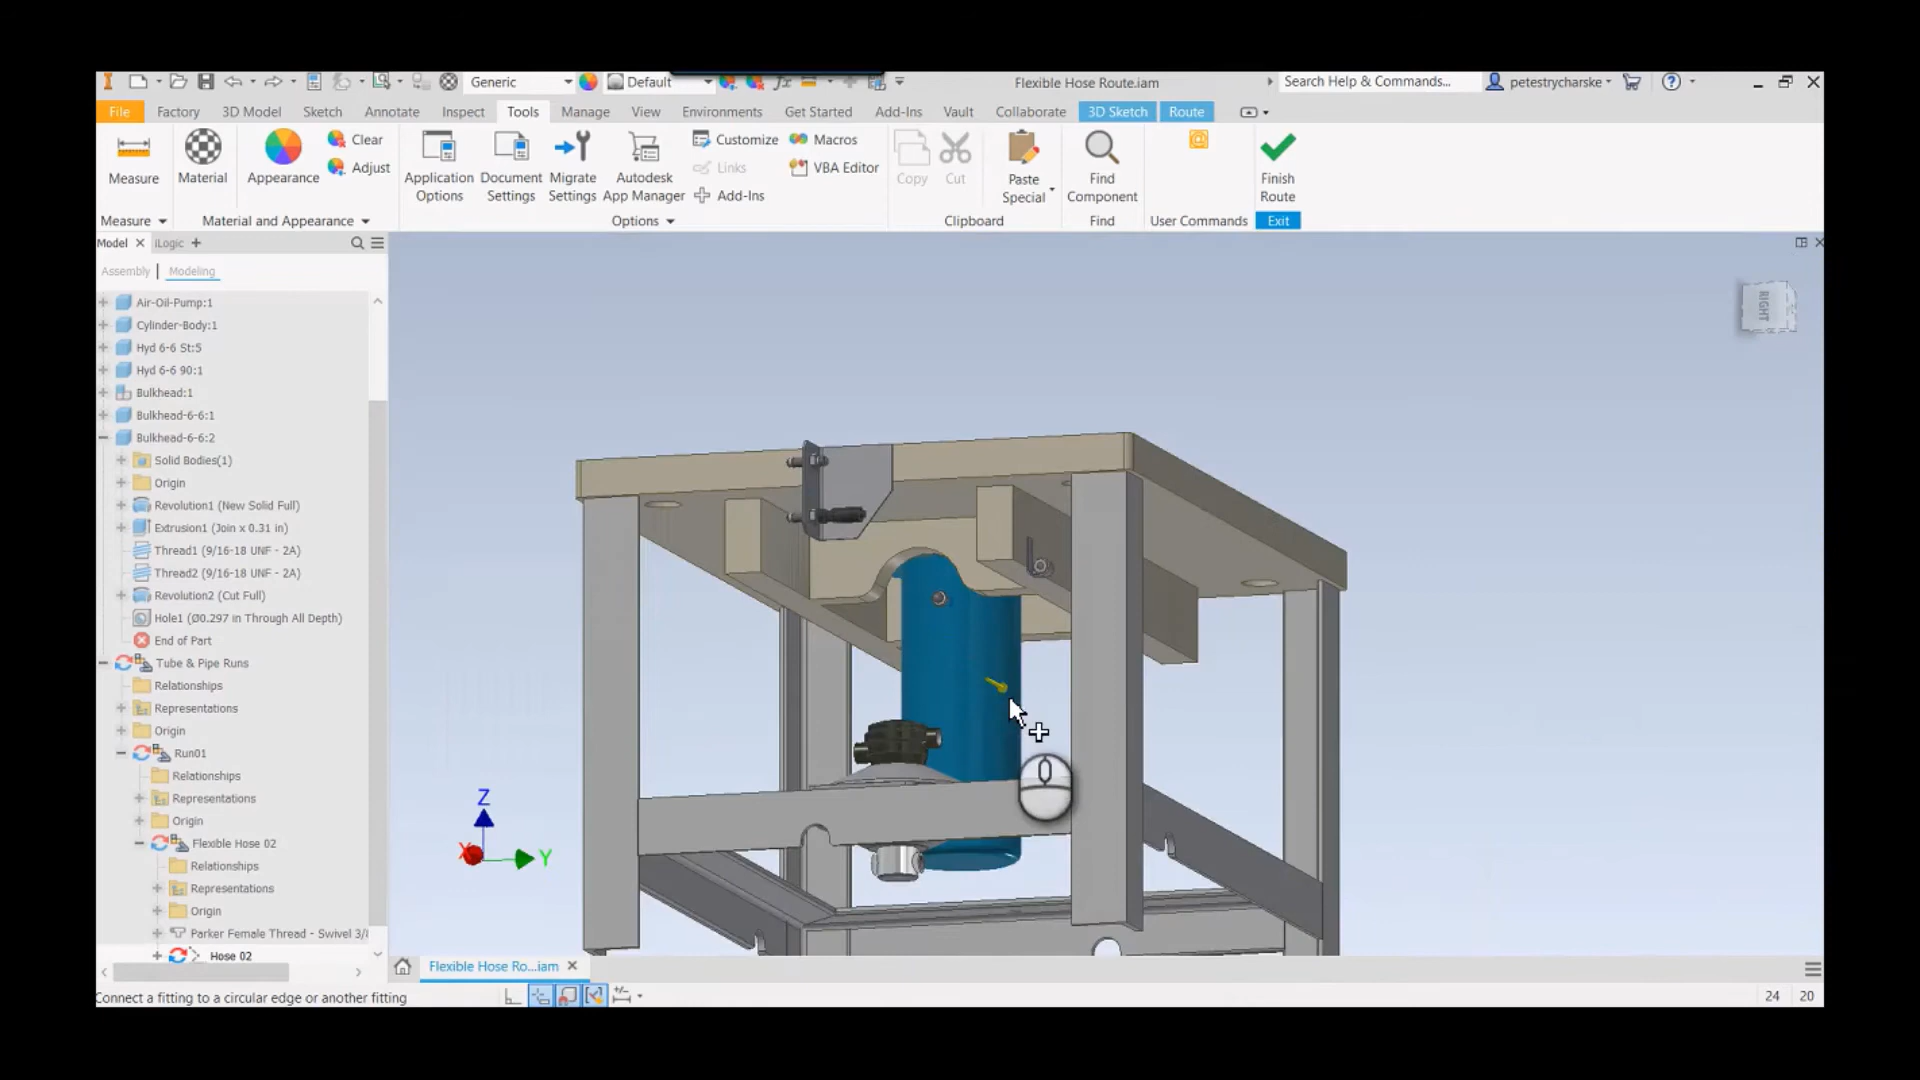 Generic
Default
Flexible Hose Route.iam
Search Help & Commands...
petestrycharske
File
Factory
3D Model
Sketch
Annotate
Inspect
Tools
Manage
View
Environments
Get Started
Add-Ins
Vault
Collaborate
3D Sketch
Route
Measure
Material
Appearance
Clear
Adjust
Application
Options
Document
Settings
Migrate
Settings
Autodesk
App Manager
Customize
Links
Add-Ins
Macros
VBA Editor
Copy
Cut
Paste
Special
Find
Component
Finish
Route
Measure
Material and Appearance
Options
Clipboard
Find
User Commands
Exit
Model
iLogic
Assembly | Modeling
Air-Oil-Pump:1
Cylinder-Body:1
Hyd 6-6 St:5
Hyd 6-6 90:1
Bulkhead:1
Bulkhead-6-6:1
Bulkhead-6-6:2
Solid Bodies(1)
Origin
Revolution1 (New Solid Full)
Extrusion1 (Join x 0.31 in)
Thread1 (9/16-18 UNF - 2A)
Thread2 (9/16-18 UNF - 2A)
Revolution2 (Cut Full)
Hole1 (Ø0.297 in Through All Depth)
End of Part
Tube & Pipe Runs
Relationships
Representations
Origin
Run01
Relationships
Representations
Origin
Flexible Hose 02
Relationships
Representations
Origin
Parker Female Thread - Swivel 3/8
Hose 02
RIGHT
Z
X
Y
Flexible Hose Ro...iam
Connect a fitting to a circular edge or another fitting
24 20